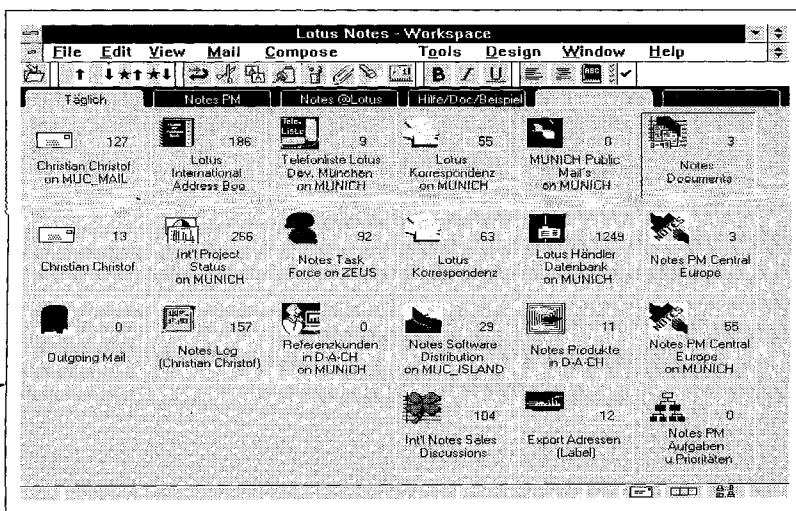 Lotus Notes - Workspace
File Edit View Mail Compose Tools Design Window Help
B I U ABC
Täglich Notes PM Notes @Lotus Hilfe/Doc/Beispiel
127
Christian Christof
on MUC_MAIL
186
Lotus
International
Address Boo
Tele.
Liste
9
Telefonliste Lotus
Dev. München
on MUNICH
55
Lotus
Korrespondenz
on MUNICH
0
MUNICH Public
Mail's
on MUNICH
3
Notes
Documents
13
Christian Christof
256
Int'l Project
Status
on MUNICH
92
Notes Task
Force on ZEUS
63
Lotus
Korrespondenz
1249
Lotus Händler
Datenbank
on MUNICH
NOTES
3
Notes PM Central
Europe
0
Outgoing Mail
157
Notes Log
(Christian Christof)
0
Referenzkunden
in D-A-CH
on MUNICH
29
Notes Software
Distribution
on MUC_ISLAND
11
Notes Produkte
in D-A-CH
NOTES
55
Notes PM Central
Europe
on MUNICH
104
Int'l Notes Sales
Discussions
12
Export Adressen
(Label)
0
Notes PM
Aufgaben
u.Prioritäten